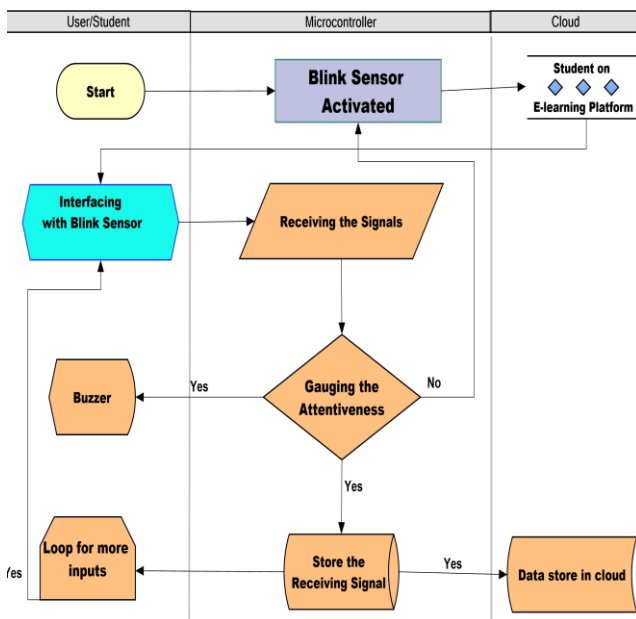 User/Student
Microcontroller
Cloud
Start
Blink Sensor
Activated
Student on
E-learning Platform
Interfacing
with Blink Sensor
Receiving the Signals
Buzzer
Yes
Gauging the
Attentiveness
No
Yes
Loop for more
inputs
Yes
Store the
Receiving Signal
Yes
Data store in cloud